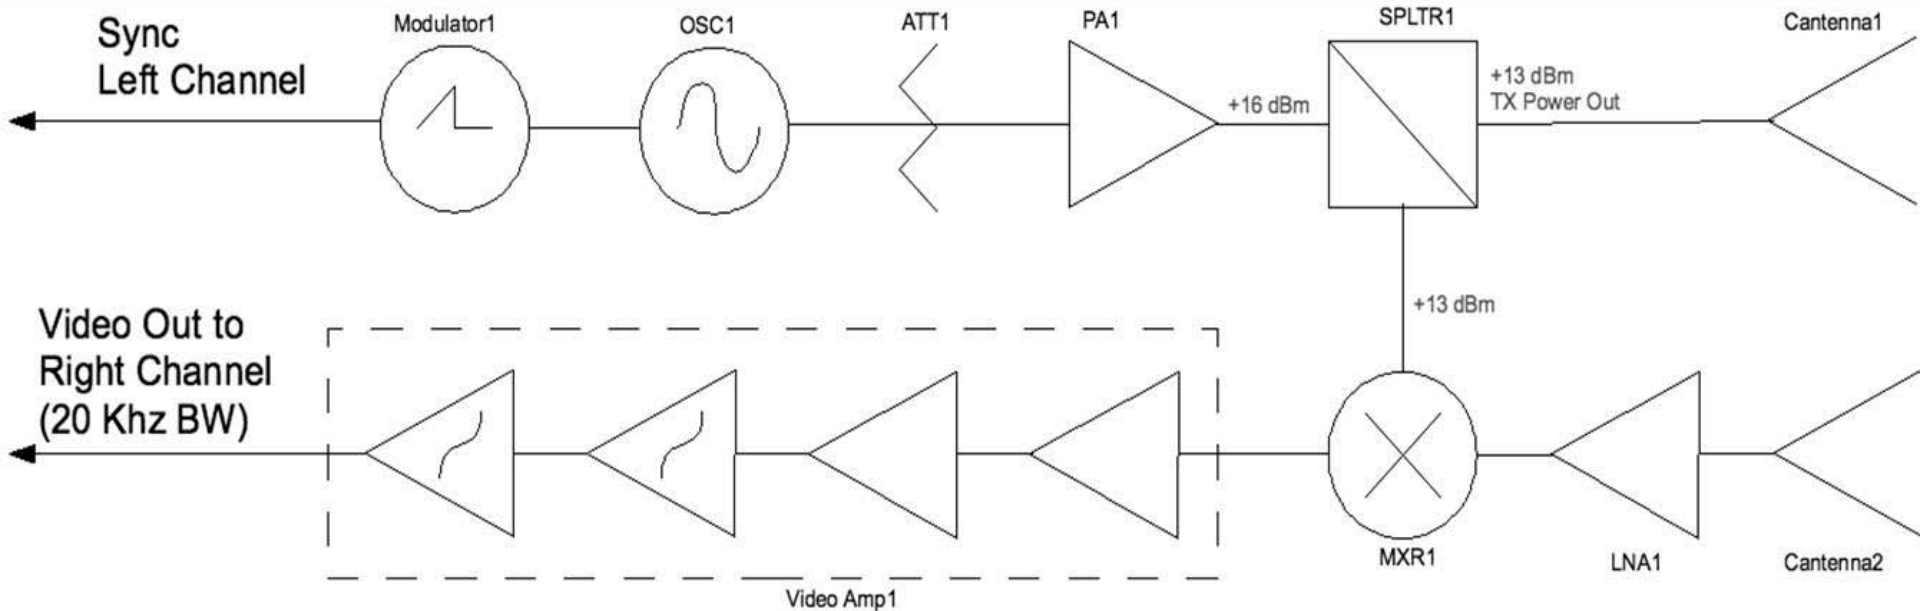 Sync
Left Channel
Modulator1
OSC1
ATT1
PA1
SPLTR1
Cantenna1
+16 dBm
+13 dBm
TX Power Out
+13 dBm
Video Out to
Right Channel
(20 Khz BW)
Video Amp1
MXR1
LNA1
Cantenna2